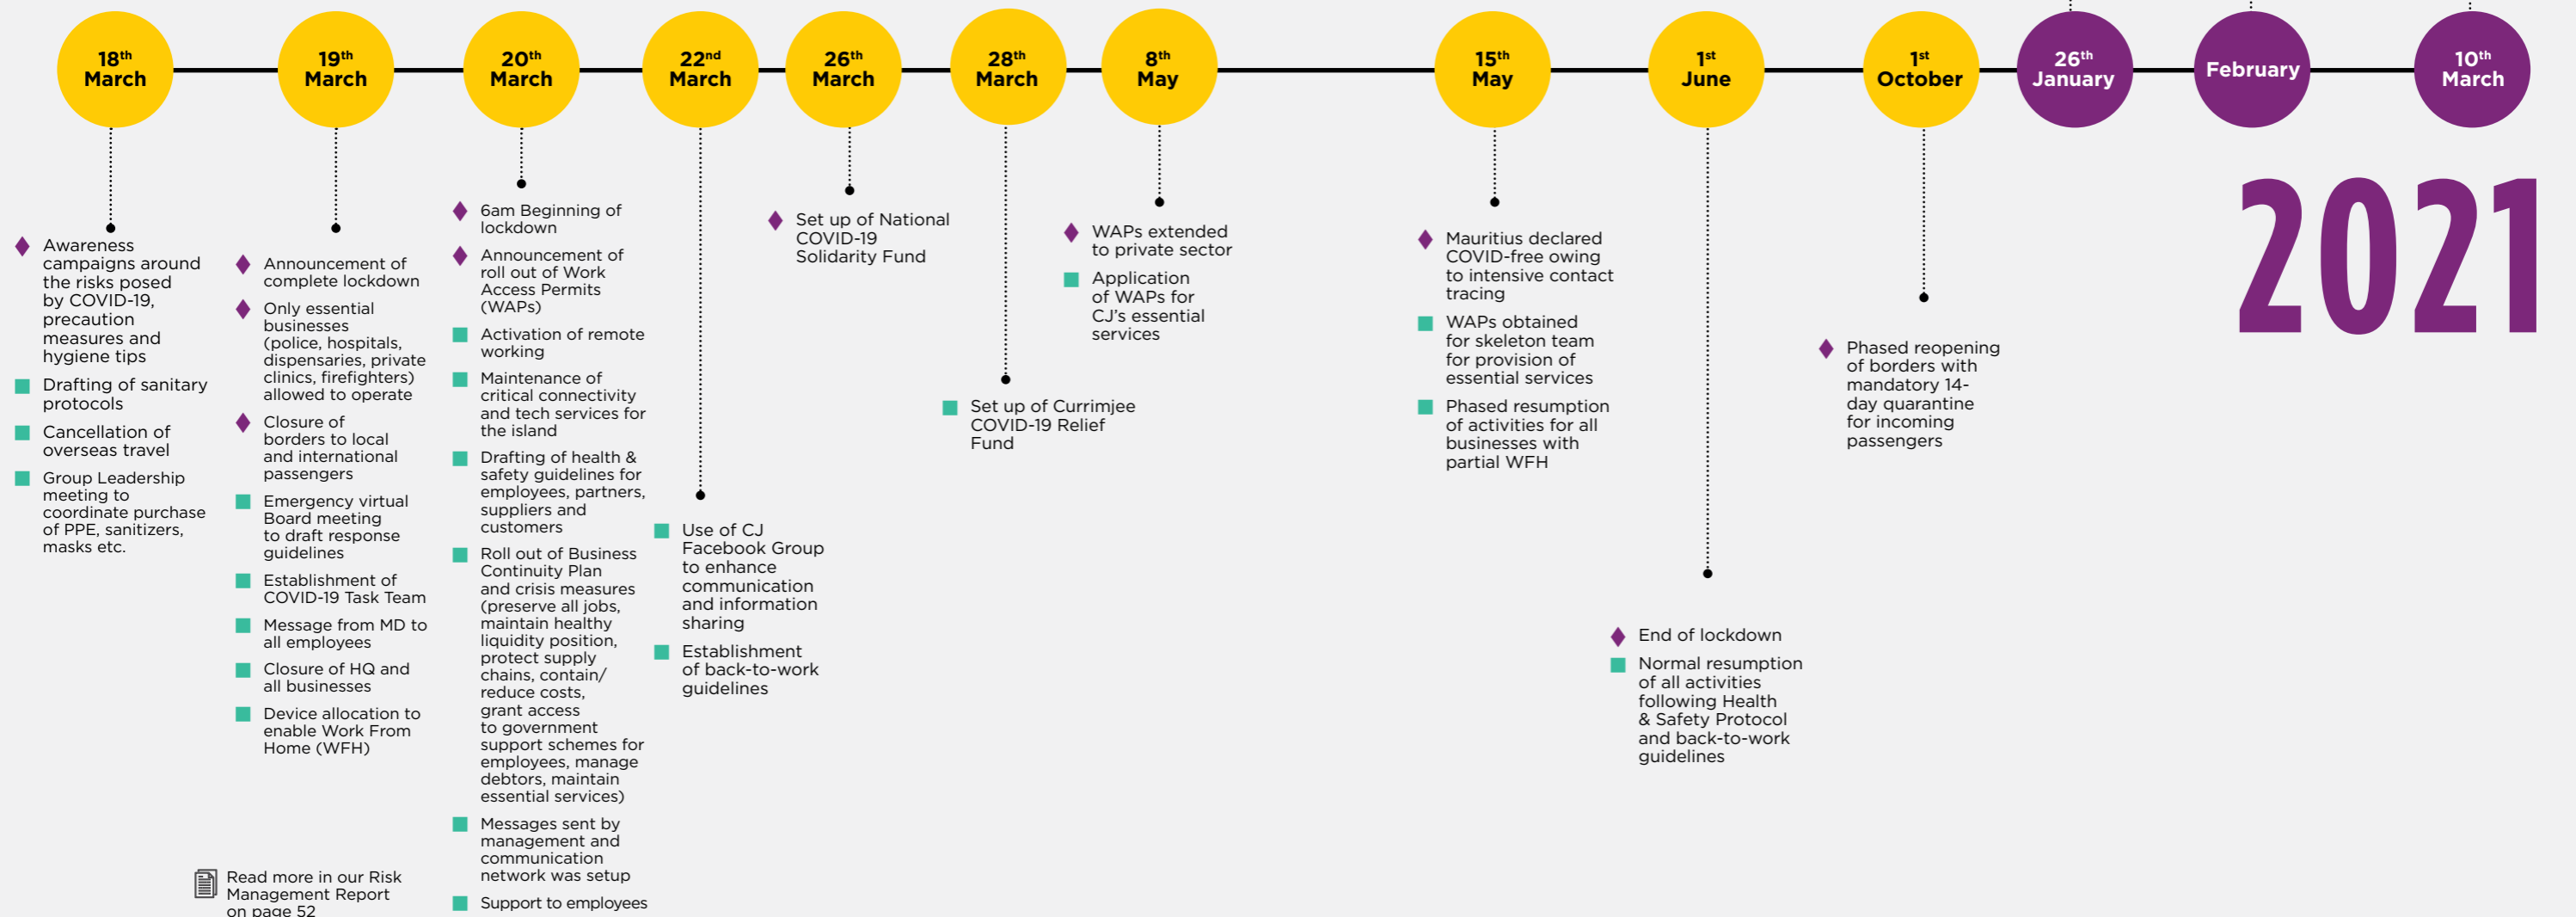 18th
March
19th
March
20th
March
22nd
March
26th
March
28th
March
8th
May
15th
May
1st
June
1st
October
26th
January
February
10th
March
2021
Awareness
campaigns around
the risks posed
by COVID-19,
precaution
measures and
hygiene tips
Drafting of sanitary
protocols
Cancellation of
overseas travel
Group Leadership
meeting to
coordinate purchase
of PPE, sanitizers,
masks etc.
Announcement of
complete lockdown
Only essential
businesses
(police, hospitals,
dispensaries, private
clinics, firefighters)
allowed to operate
Closure of
borders to local
and international
passengers
Emergency virtual
Board meeting
to draft response
guidelines
Establishment of
COVID-19 Task Team
Message from MD to
all employees
Closure of HQ and
all businesses
Device allocation to
enable Work From
Home (WFH)
6am Beginning of
lockdown
Announcement of
roll out of Work
Access Permits
(WAPs)
Activation of remote
working
Maintenance of
critical connectivity
and tech services for
the island
Drafting of health &
safety guidelines for
employees, partners,
suppliers and
customers
Roll out of Business
Continuity Plan
and crisis measures
(preserve all jobs,
maintain healthy
liquidity position,
protect supply
chains, contain/
reduce costs,
grant access
to government
support schemes for
employees, manage
debtors, maintain
essential services)
Messages sent by
management and
communication
network was setup
Support to employees
Use of CJ
Facebook Group
to enhance
communication
and information
sharing
Establishment
of back-to-work
guidelines
Set up of National
COVID-19
Solidarity Fund
Set up of Currimjee
COVID-19 Relief
Fund
WAPs extended
to private sector
Application
of WAPs for
CJ's essential
services
Mauritius declared
COVID-free owing
to intensive contact
tracing
WAPs obtained
for skeleton team
for provision of
essential services
Phased resumption
of activities for all
businesses with
partial WFH
End of lockdown
Normal resumption
of all activities
following Health
& Safety Protocol
and back-to-work
guidelines
Phased reopening
of borders with
mandatory 14-
day quarantine
for incoming
passengers
Read more in our Risk
Management Report
on page 52